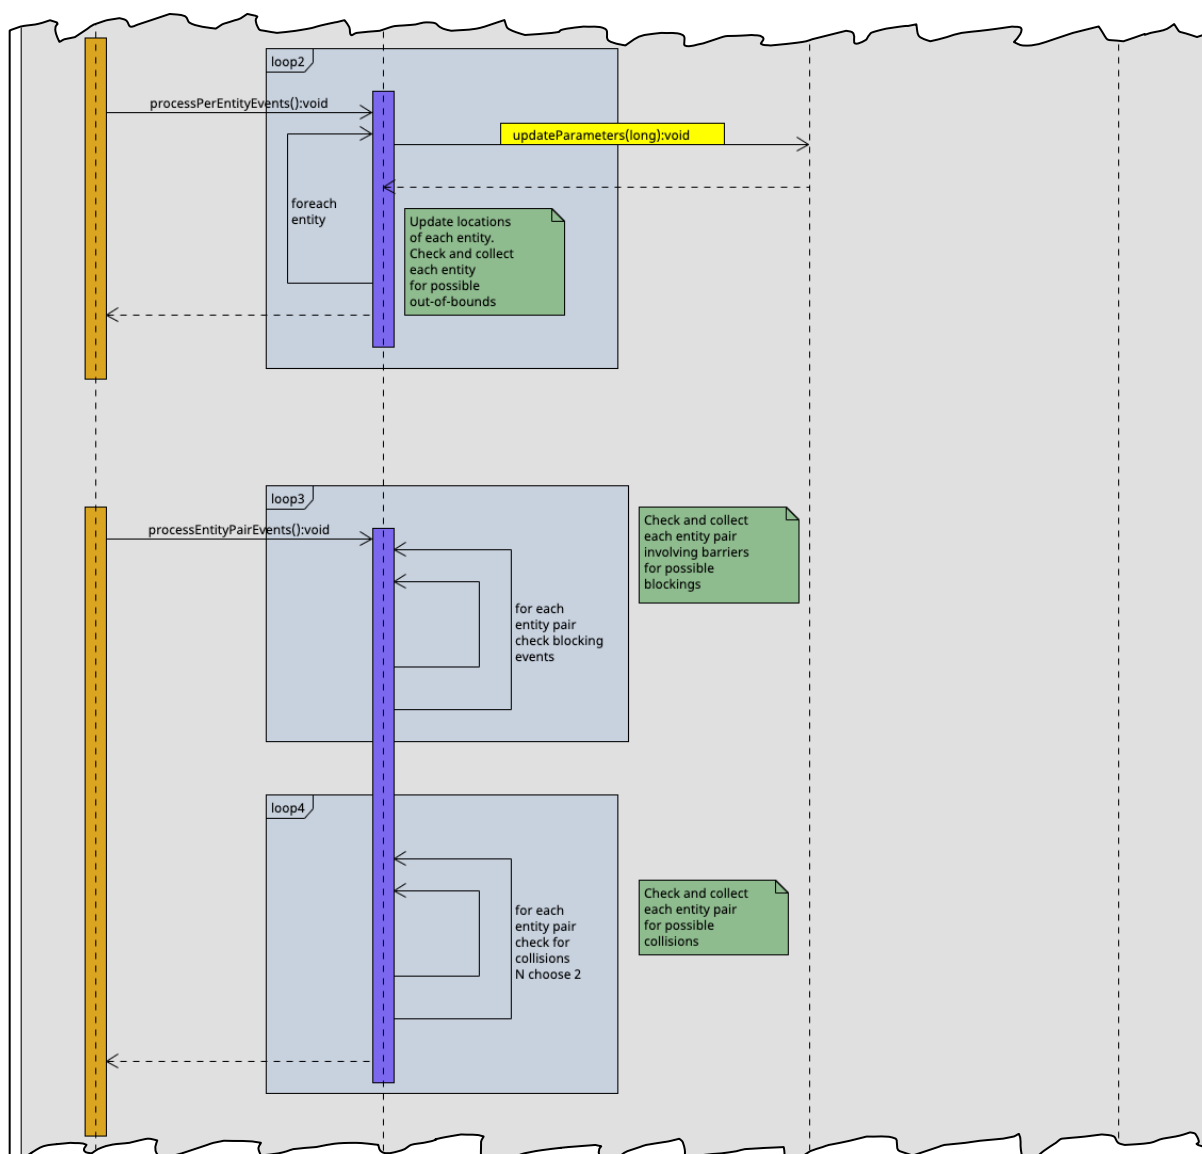 loop2
processPerEntityEvents():void
updateParameters(long):void
foreach
entity
Update locations
of each entity.
Check and collect
each entity
for possible
out-of-bounds
loop3
processEntityPairEvents():void
Check and collect
each entity pair
involving barriers
for possible
blockings
for each
entity pair
check blocking
events
loop4
for each
entity pair
check for
collisions
N choose 2
Check and collect
each entity pair
for possible
collisions